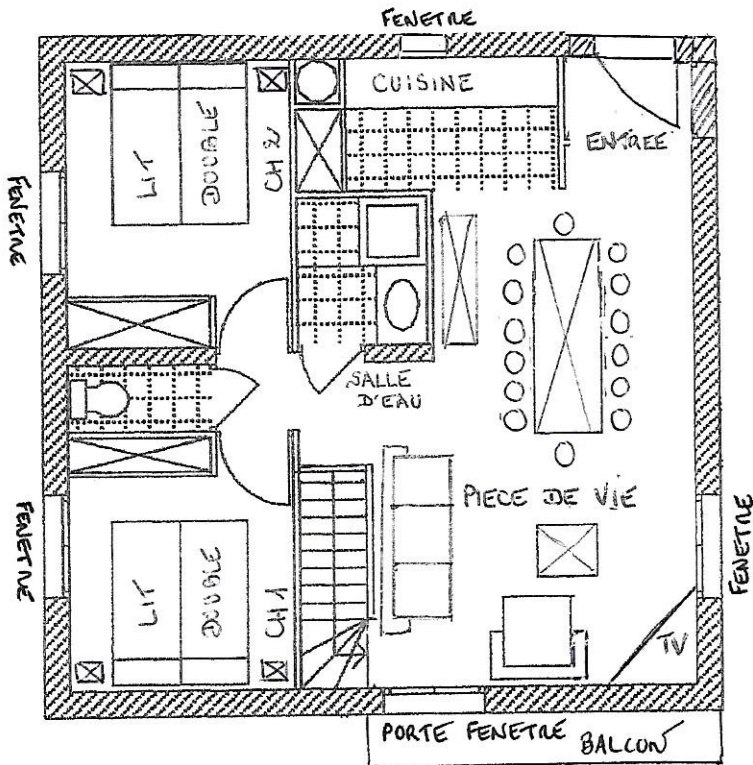 FENETRE
CUISINE
ENTREE
LIT
DOUBLE
CH 2
FENETRE
SALLE
D'EAU
PIECE DE VIE
FENETRE
FENETRE
LIT
DOUBLE
CH 1
TV
PORTE FENETRE
BALCON